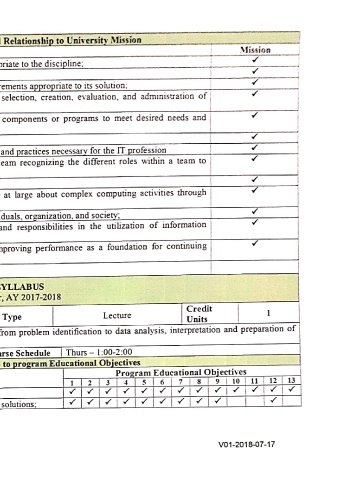 Relationship to University Mission
Mission
priate to the discipline; ✓
✓
rements appropriate to its solution; ✓
selection, creation, evaluation, and administration of ✓
components or programs to meet desired needs and ✓
✓
and practices necessary for the IT profession ✓
eam recognizing the different roles within a team to ✓
✓
at large about complex computing activities through ✓
✓
duals, organization, and society; ✓
and responsibilities in the utilization of information ✓
mproving performance as a foundation for continuing ✓
SYLLABUS
r, AY 2017-2018
Type Lecture Credit Units 1
from problem identification to data analysis, interpretation and preparation of
rse Schedule Thurs – 1:00-2:00
to program Educational Objectives
Program Educational Objectives
1 2 3 4 5 6 7 8 9 10 11 12 13
✓ ✓ ✓ ✓ ✓ ✓ ✓ ✓ ✓ ✓ ✓ ✓ ✓
solutions; ✓ ✓ ✓ ✓ ✓ ✓ ✓ ✓ ✓ ✓
V01-2018-07-17